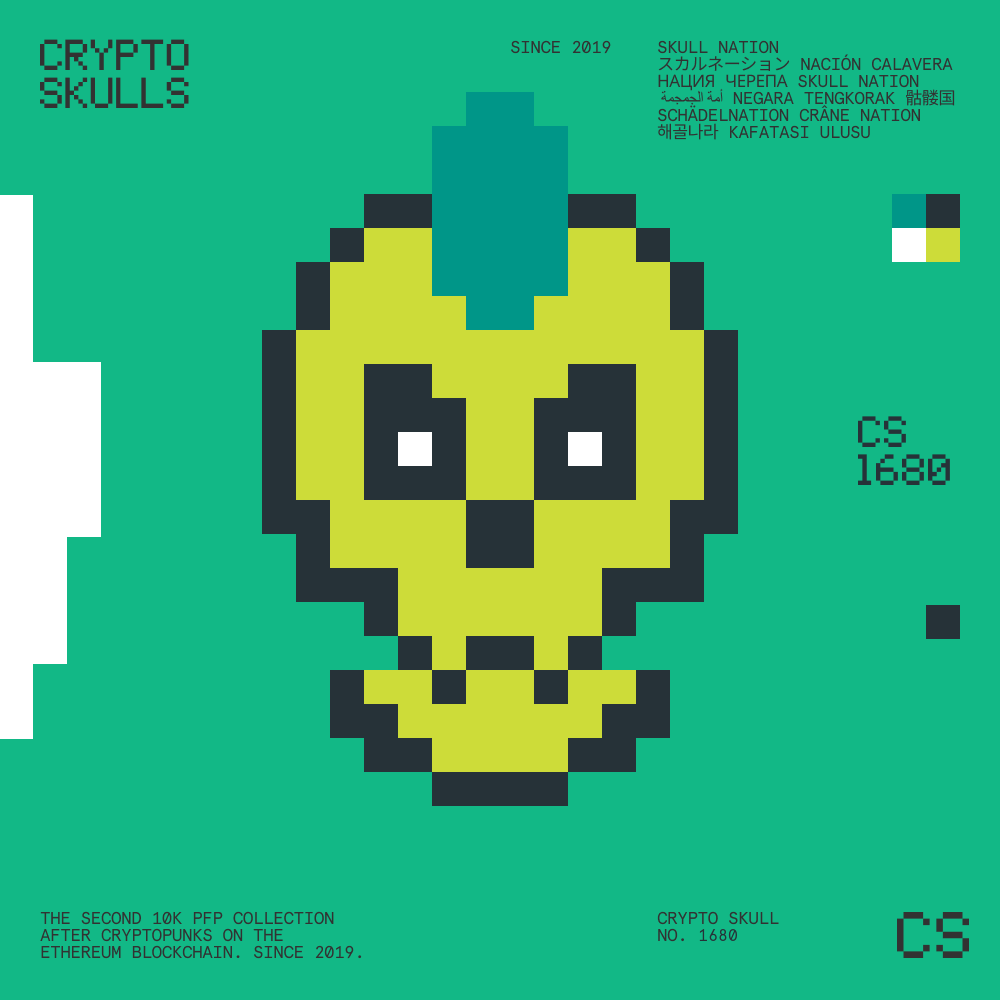 CRYPTO
SKULLS
SINCE 2019
SKULL NATION
スカルネーション NACIÓN CALAVERA
НАЦИЯ ЧЕРЕПА SKULL NATION
أمة الجمجمة NEGARA TENGKORAK 骷髅国
SCHÄDELNATION CRÂNE NATION
해골나라 KAFATASI ULUSU
CS
1680
THE SECOND 10K PFP COLLECTION
AFTER CRYPTOPUNKS ON THE
ETHEREUM BLOCKCHAIN. SINCE 2019.
CRYPTO SKULL
NO. 1680
CS